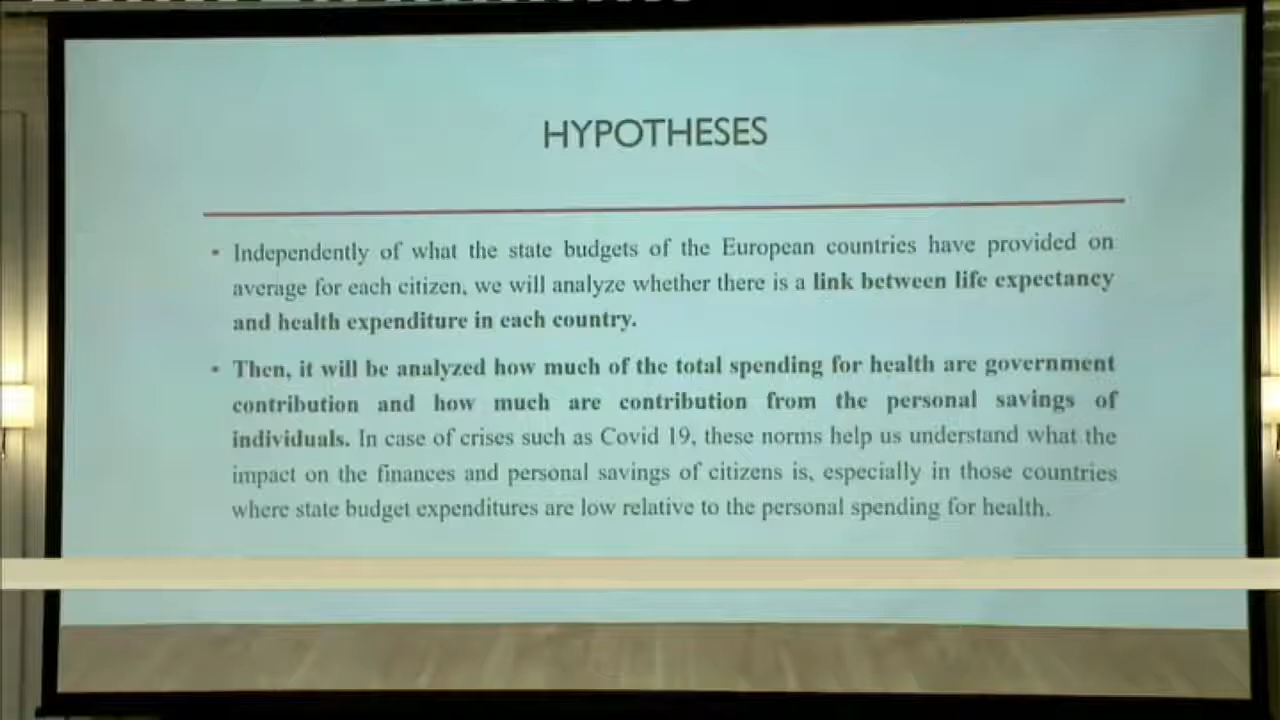 HYPOTHESES
• Independently of what the state budgets of the European countries have provided on
average for each citizen, we will analyze whether there is a link between life expectancy
and health expenditure in each country.
• Then, it will be analyzed how much of the total spending for health are government
contribution and how much are contribution from the personal savings of
individuals. In case of crises such as Covid 19, these norms help us understand what the
impact on the finances and personal savings of citizens is, especially in those countries
where state budget expenditures are low relative to the personal spending for health.